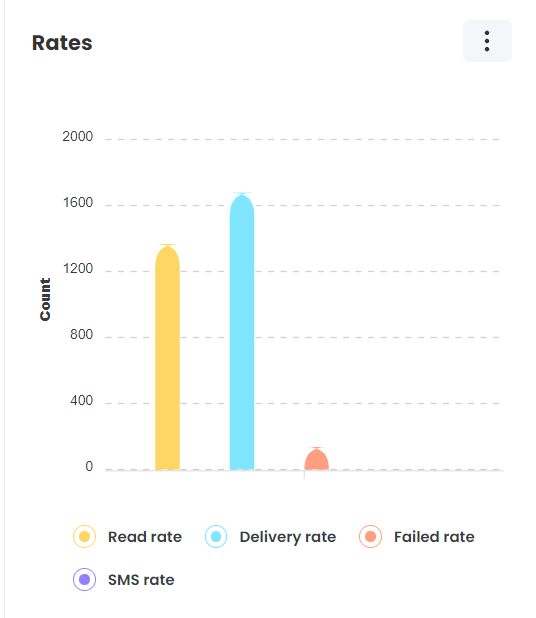 Rates
2000
1600
1200
800
400
0
Count
Read rate
Delivery rate
Failed rate
SMS rate